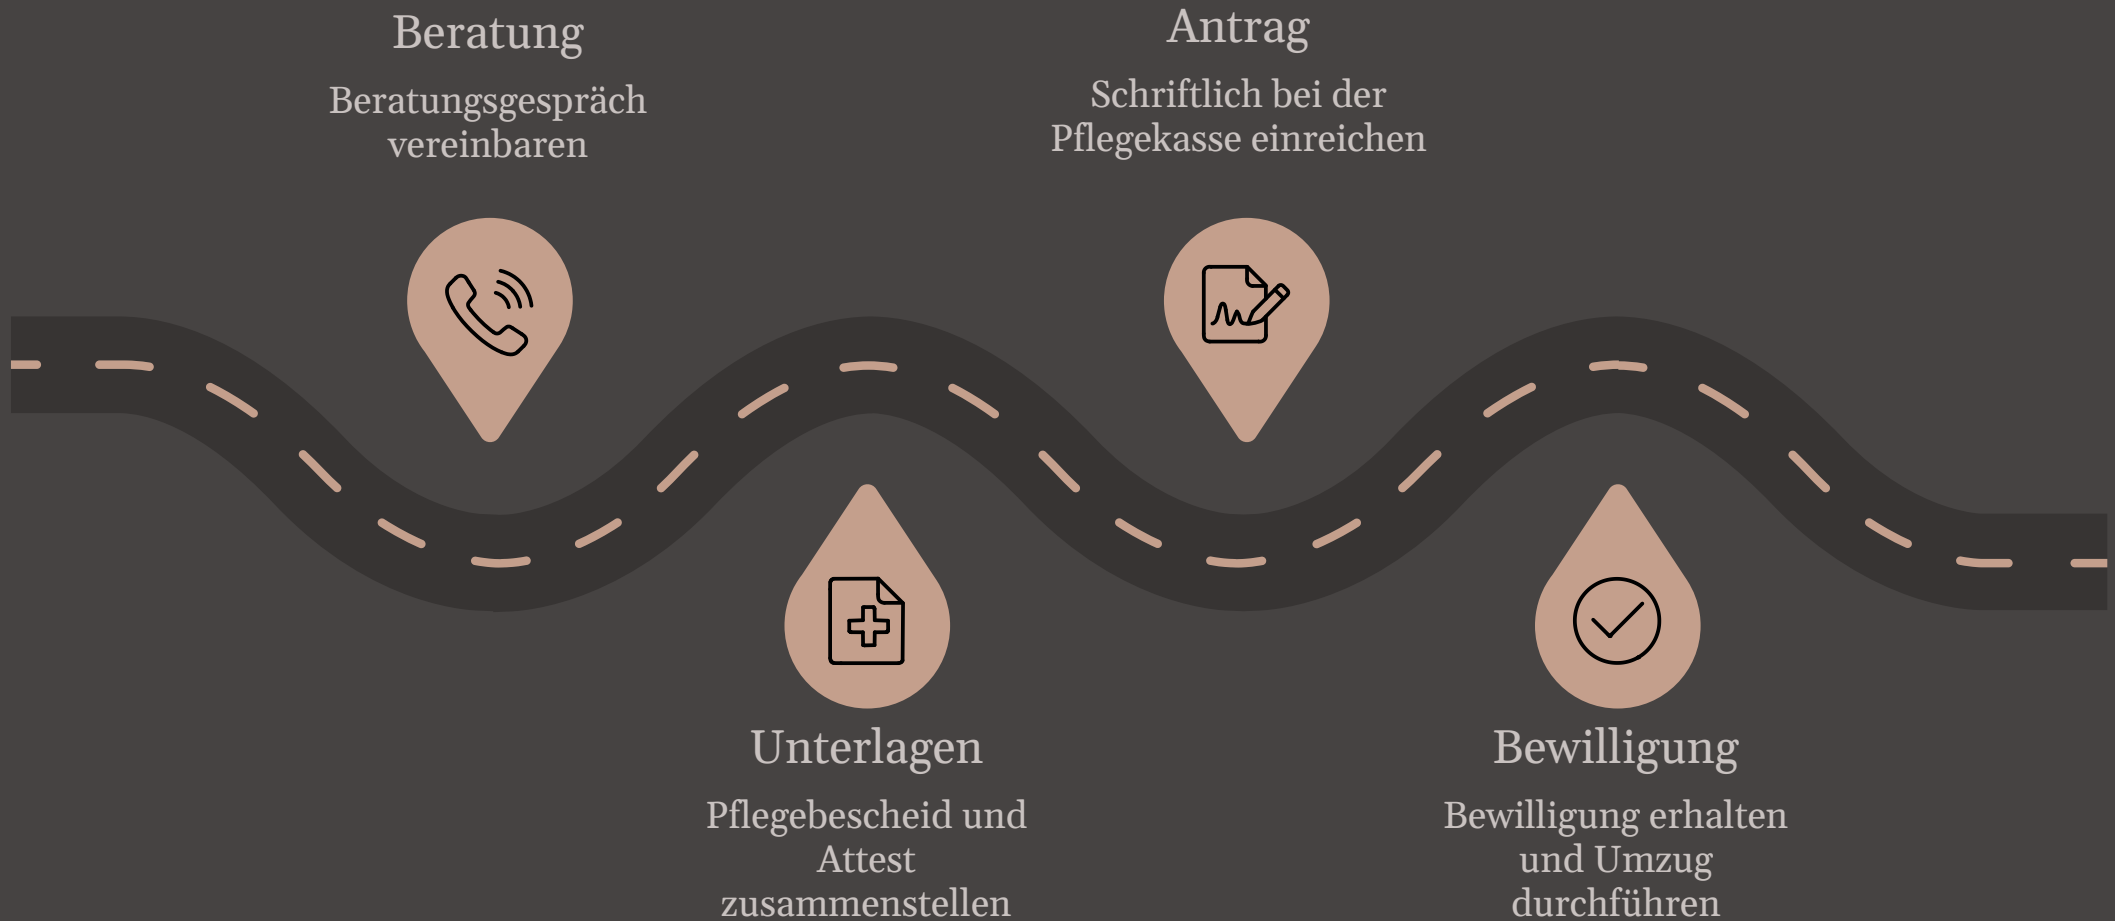 Beratung
Beratungsgespräch
vereinbaren
Antrag
Schriftlich bei der
Pflegekasse einreichen
Unterlagen
Pflegebescheid und
Attest
zusammenstellen
Bewilligung
Bewilligung erhalten
und Umzug
durchführen